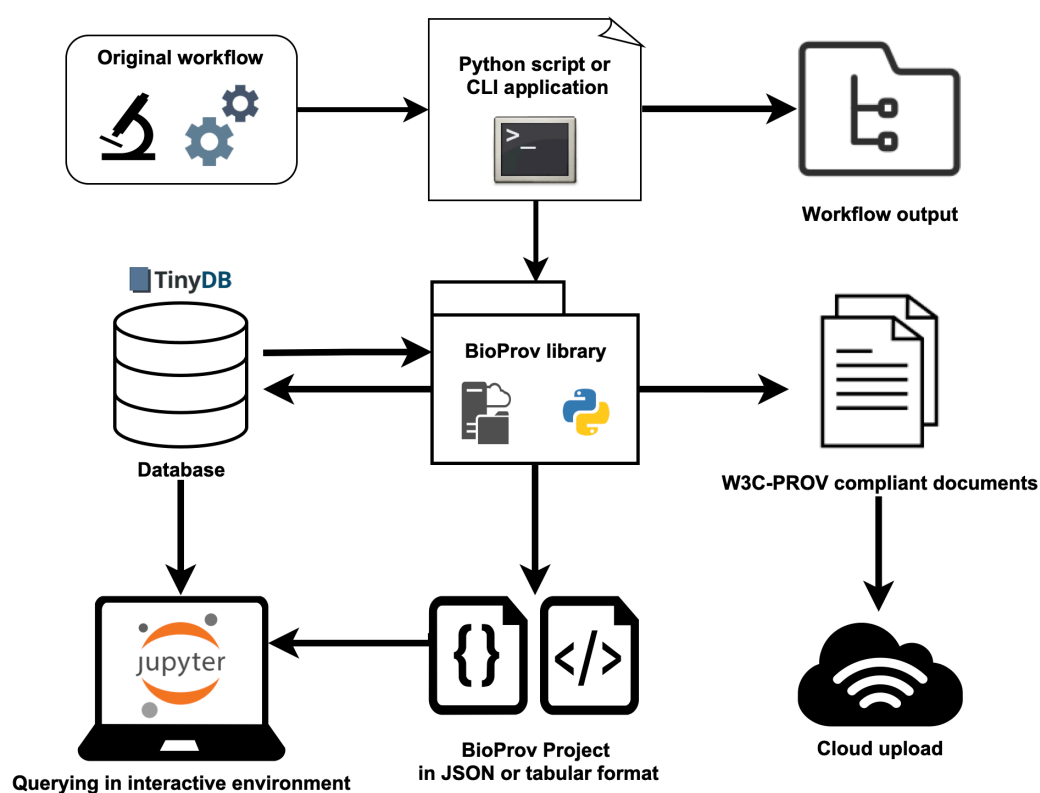 Original workflow
Python script or
CLI application
>_
Workflow output
TinyDB
BioProv library
Database
W3C-PROV compliant documents
jupyter
{}
</>
Querying in interactive environment
BioProv Project
in JSON or tabular format
Cloud upload